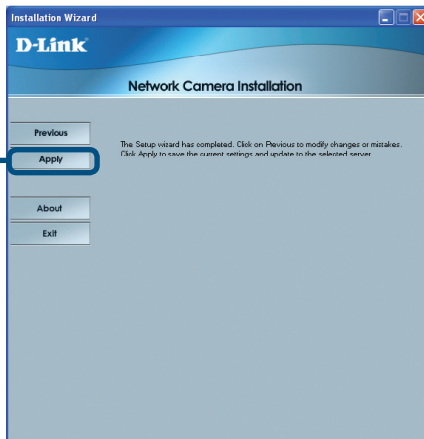 Installation Wizard
D-Link
Network Camera Installation
Previous
The Setup wizard has completed. Click on Previous to modify changes or mistakes.
Apply
Click Apply to save the current settings and update to the selected server.
About
Exit